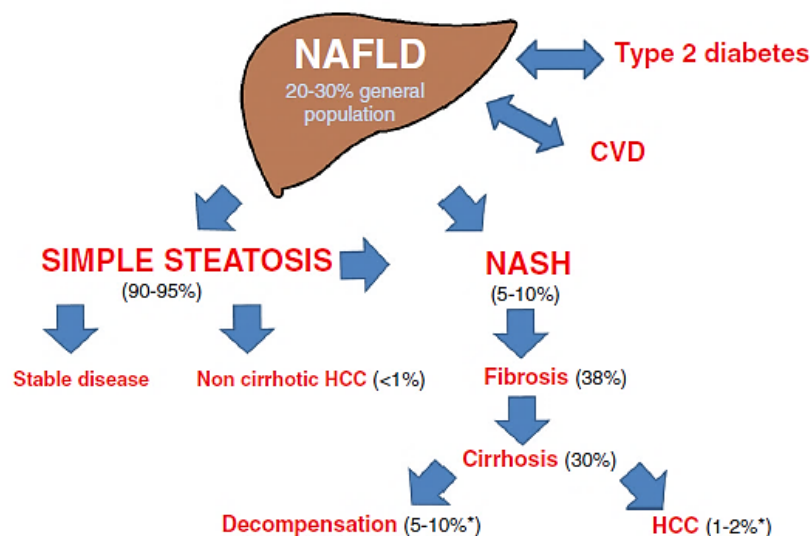 NAFLD
20-30% general
population
Type 2 diabetes
CVD
SIMPLE STEATOSIS
(90-95%)
NASH
(5-10%)
Stable disease
Non cirrhotic HCC (<1%)
Fibrosis (38%)
Cirrhosis (30%)
Decompensation (5-10%*)
HCC (1-2%*)